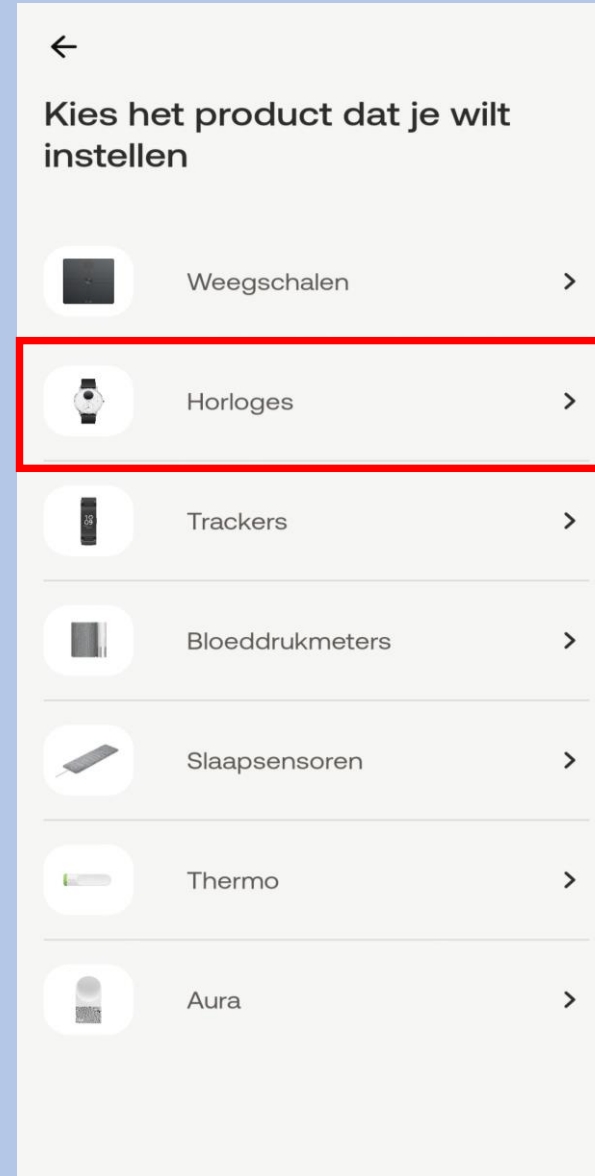 Kies het product dat je wilt
instellen
Weegschalen
Horloges
Trackers
Bloeddrukmeters
Slaapsensoren
Thermo
Aura